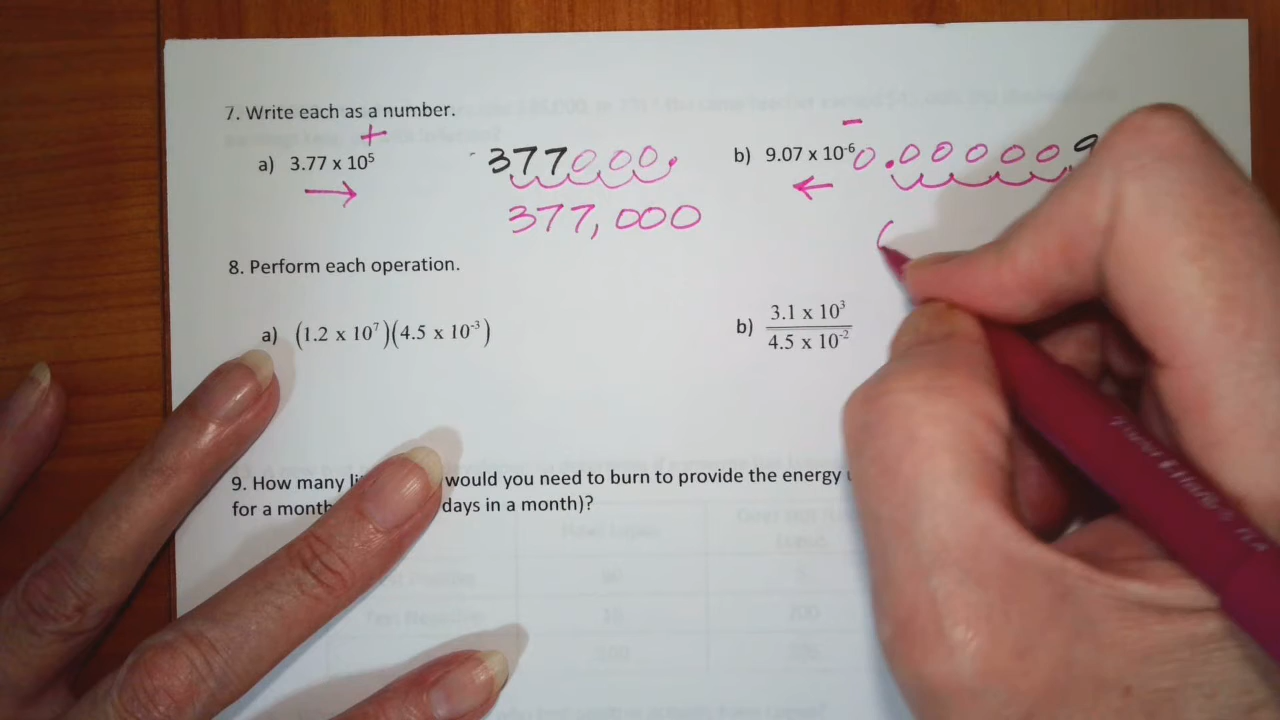 7. Write each as a number.
+ −
a) 3.77 x 10⁵ 377000. b) 9.07 x 10⁻⁶ 0.000009
377,000
8. Perform each operation.
a) (1.2 x 10⁷)(4.5 x 10⁻³) b) 3.1 x 10³
4.5 x 10⁻²
9. How many would you need to burn to provide the energy
for a month days in a month)?